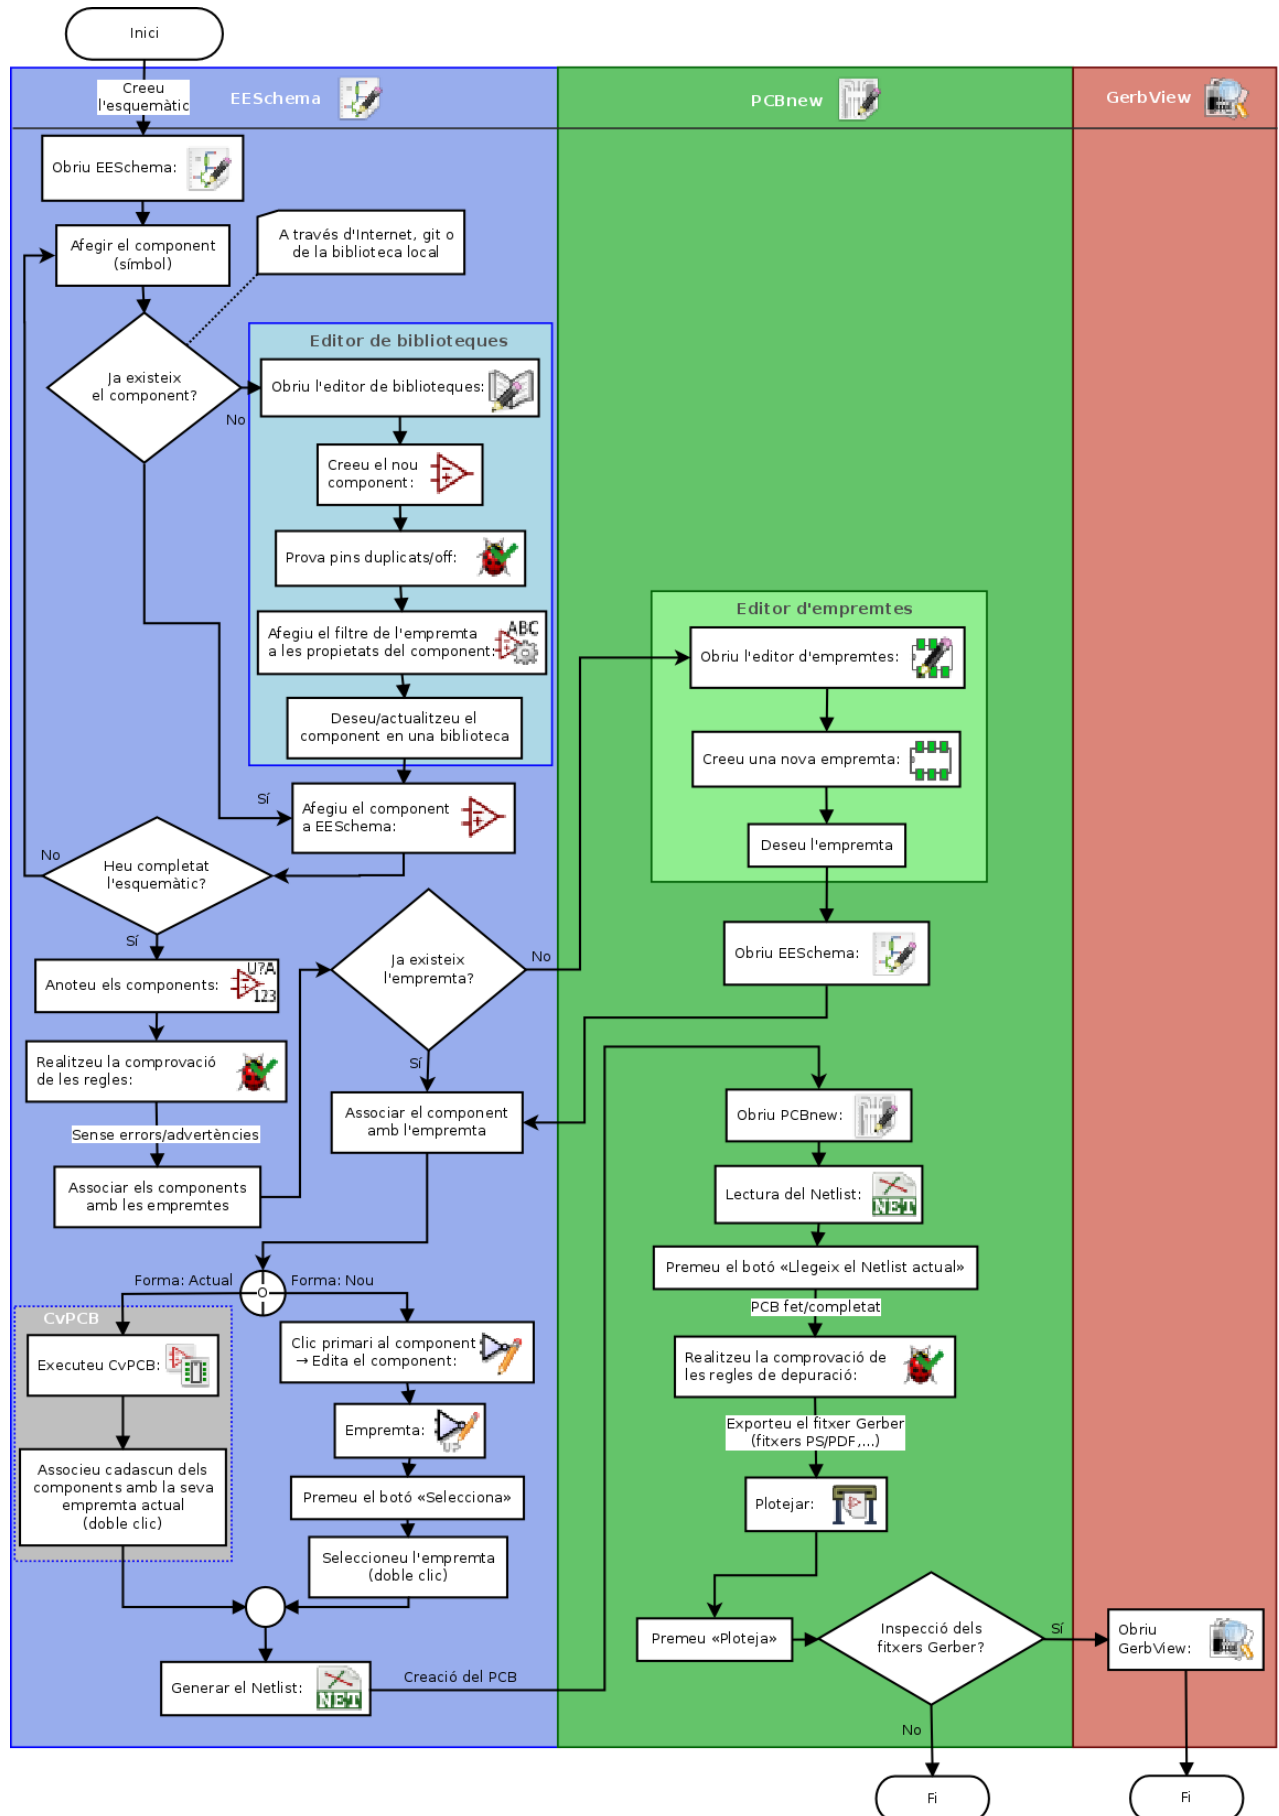 Inici
Creeu
l'esquemàtic
EESchema
PCBnew
GerbView
Obriu EESchema:
Afegir el component
(símbol)
A través d'Internet, git o
de la biblioteca local
Ja existeix
el component?
No
Editor de biblioteques
Obriu l'editor de biblioteques:
Creeu el nou
component:
Prova pins duplicats/off:
Afegiu el filtre de l'empremta
a les propietats del component:
ABC
Deseu/actualitzeu el
component en una biblioteca
Sí
Afegiu el component
a EESchema:
Editor d'empremtes
Obriu l'editor d'empremtes:
Creeu una nova empremta:
Deseu l'empremta
Obriu EESchema:
No
Heu completat
l'esquemàtic?
Sí
Anoteu els components:
U?A
123
Realitzeu la comprovació
de les regles:
Sense errors/advertències
Associar els components
amb les empremtes
Ja existeix
l'empremta?
No
Sí
Associar el component
amb l'empremta
Forma: Actual
Forma: Nou
O
CvPCB
Executeu CvPCB:
Associeu cadascun dels
components amb la seva
empremta actual
(doble clic)
Clic primari al component
→ Edita el component:
Empremta:
U?
Premeu el botó «Selecciona»
Seleccioneu l'empremta
(doble clic)
Generar el Netlist:
NET
Creació del PCB
Obriu PCBnew:
Lectura del Netlist:
NET
Premeu el botó «Llegeix el Netlist actual»
PCB fet/completat
Realitzeu la comprovació de
les regles de depuració:
Exporteu el fitxer Gerber
(fitxers PS/PDF,...)
Plotejar:
Premeu «Ploteja»
Inspecció dels
fitxers Gerber?
Sí
No
Obriu
GerbView:
Fi
Fi